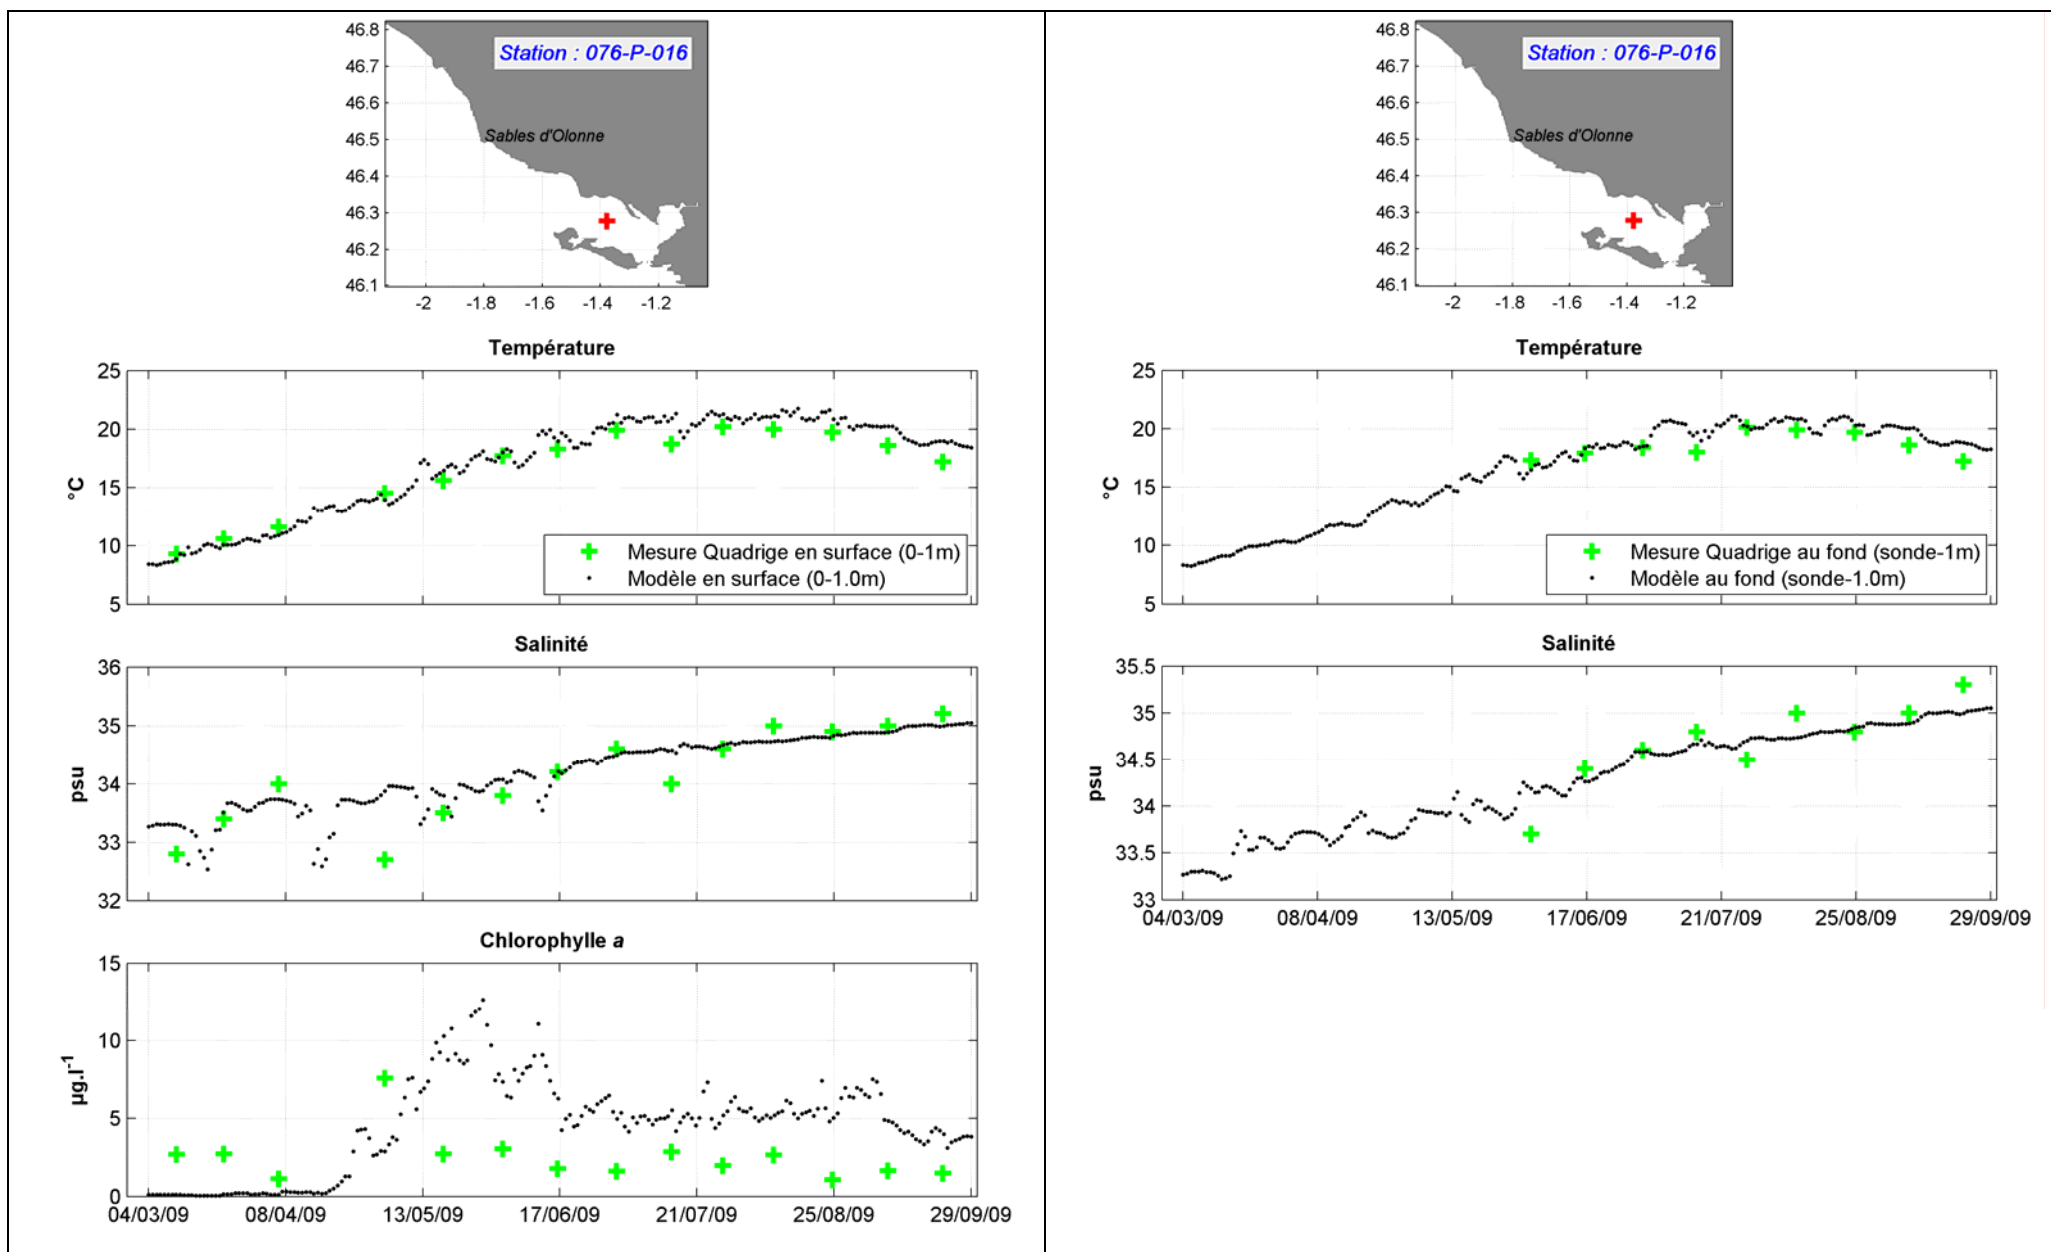 46.8
Station : 076-P-016
46.7
46.6
Sables d'Olonne
46.5
46.4
46.3
46.2
46.1
-2 -1.8 -1.6 -1.4 -1.2
Température
25
20
15
10
5
°C
Mesure Quadrige en surface (0-1m)
Modèle en surface (0-1.0m)
Salinité
36
35
34
33
32
psu
Chlorophylle a
15
10
5
0
µg.l-1
04/03/09 08/04/09 13/05/09 17/06/09 21/07/09 25/08/09 29/09/09
46.8
Station : 076-P-016
46.7
46.6
Sables d'Olonne
46.5
46.4
46.3
46.2
46.1
-2 -1.8 -1.6 -1.4 -1.2
Température
25
20
15
10
5
°C
Mesure Quadrige au fond (sonde-1m)
Modèle au fond (sonde-1.0m)
Salinité
35.5
35
34.5
34
33.5
33
psu
04/03/09 08/04/09 13/05/09 17/06/09 21/07/09 25/08/09 29/09/09